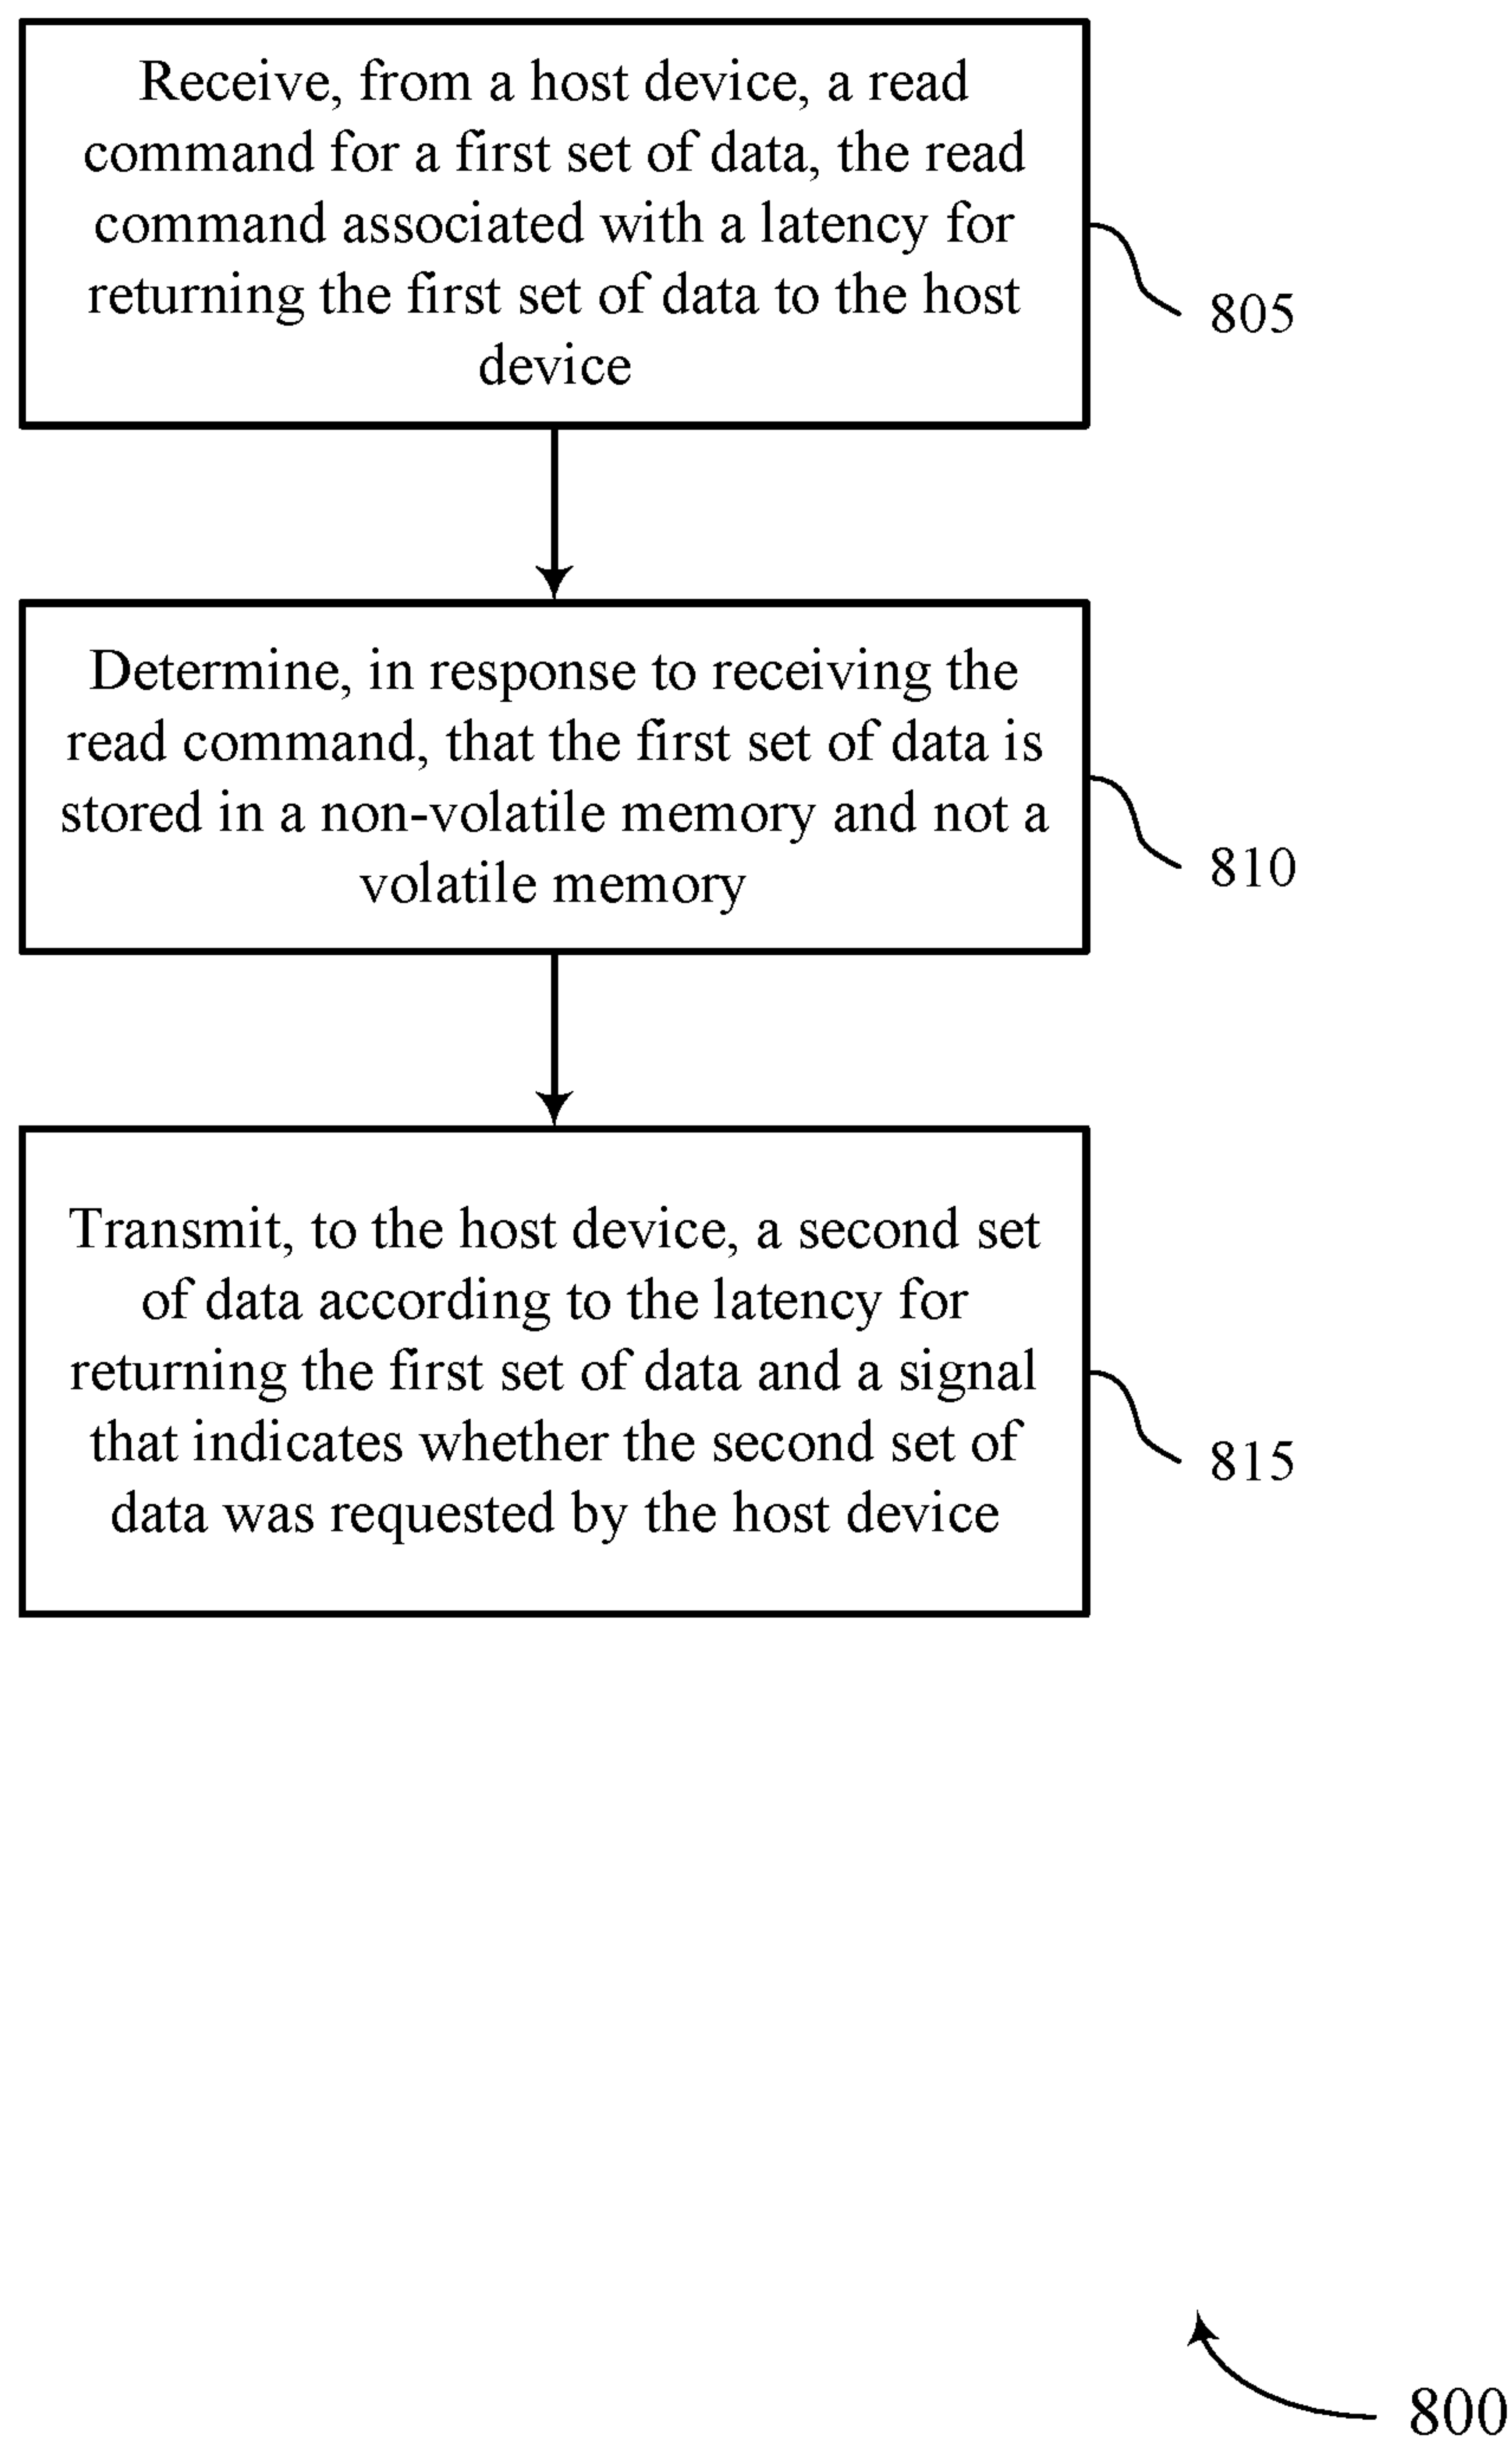 Receive, from a host device, a read
command for a first set of data, the read
command associated with a latency for
returning the first set of data to the host
device
805
Determine, in response to receiving the
read command, that the first set of data is
stored in a non-volatile memory and not a
volatile memory
810
Transmit, to the host device, a second set
of data according to the latency for
returning the first set of data and a signal
that indicates whether the second set of
data was requested by the host device
815
800